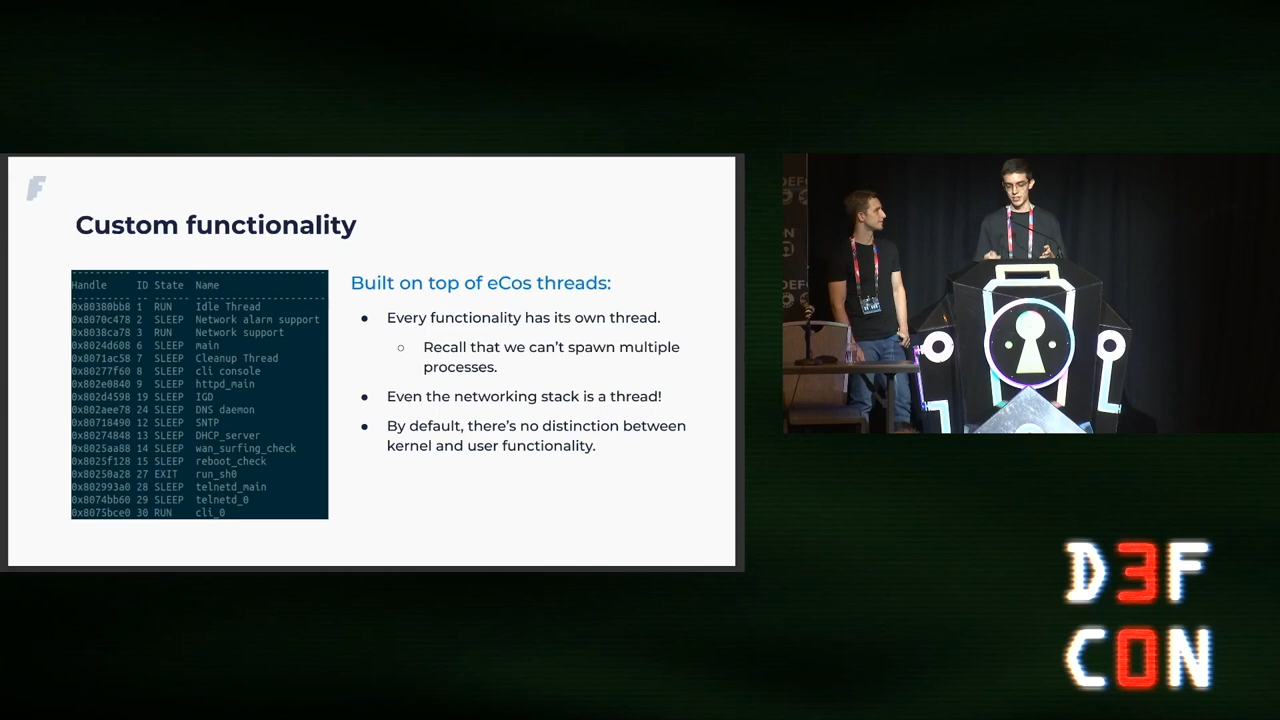 Custom functionality
Handle ID State Name
0x80380bb8 1 RUN Idle Thread
0x8070c478 2 SLEEP Network alarm support
0x8038ca78 3 RUN Network support
0x8024d608 6 SLEEP main
0x8071ac58 7 SLEEP Cleanup Thread
0x80277f60 8 SLEEP cli console
0x802e0840 9 SLEEP httpd_main
0x802d4598 19 SLEEP IGD
0x802aee78 24 SLEEP DNS daemon
0x80718490 12 SLEEP SNTP
0x80274848 13 SLEEP DHCP_server
0x8025aa88 14 SLEEP wan_surfing_check
0x8025f128 15 SLEEP reboot_check
0x80250a28 27 EXIT run_sh0
0x802993a0 28 SLEEP telnetd_main
0x8074bb60 29 SLEEP telnetd_0
0x8075bce0 30 RUN cli_0
Built on top of eCos threads:
● Every functionality has its own thread.
○ Recall that we can’t spawn multiple
processes.
● Even the networking stack is a thread!
● By default, there’s no distinction between
kernel and user functionality.
D3F
C0N